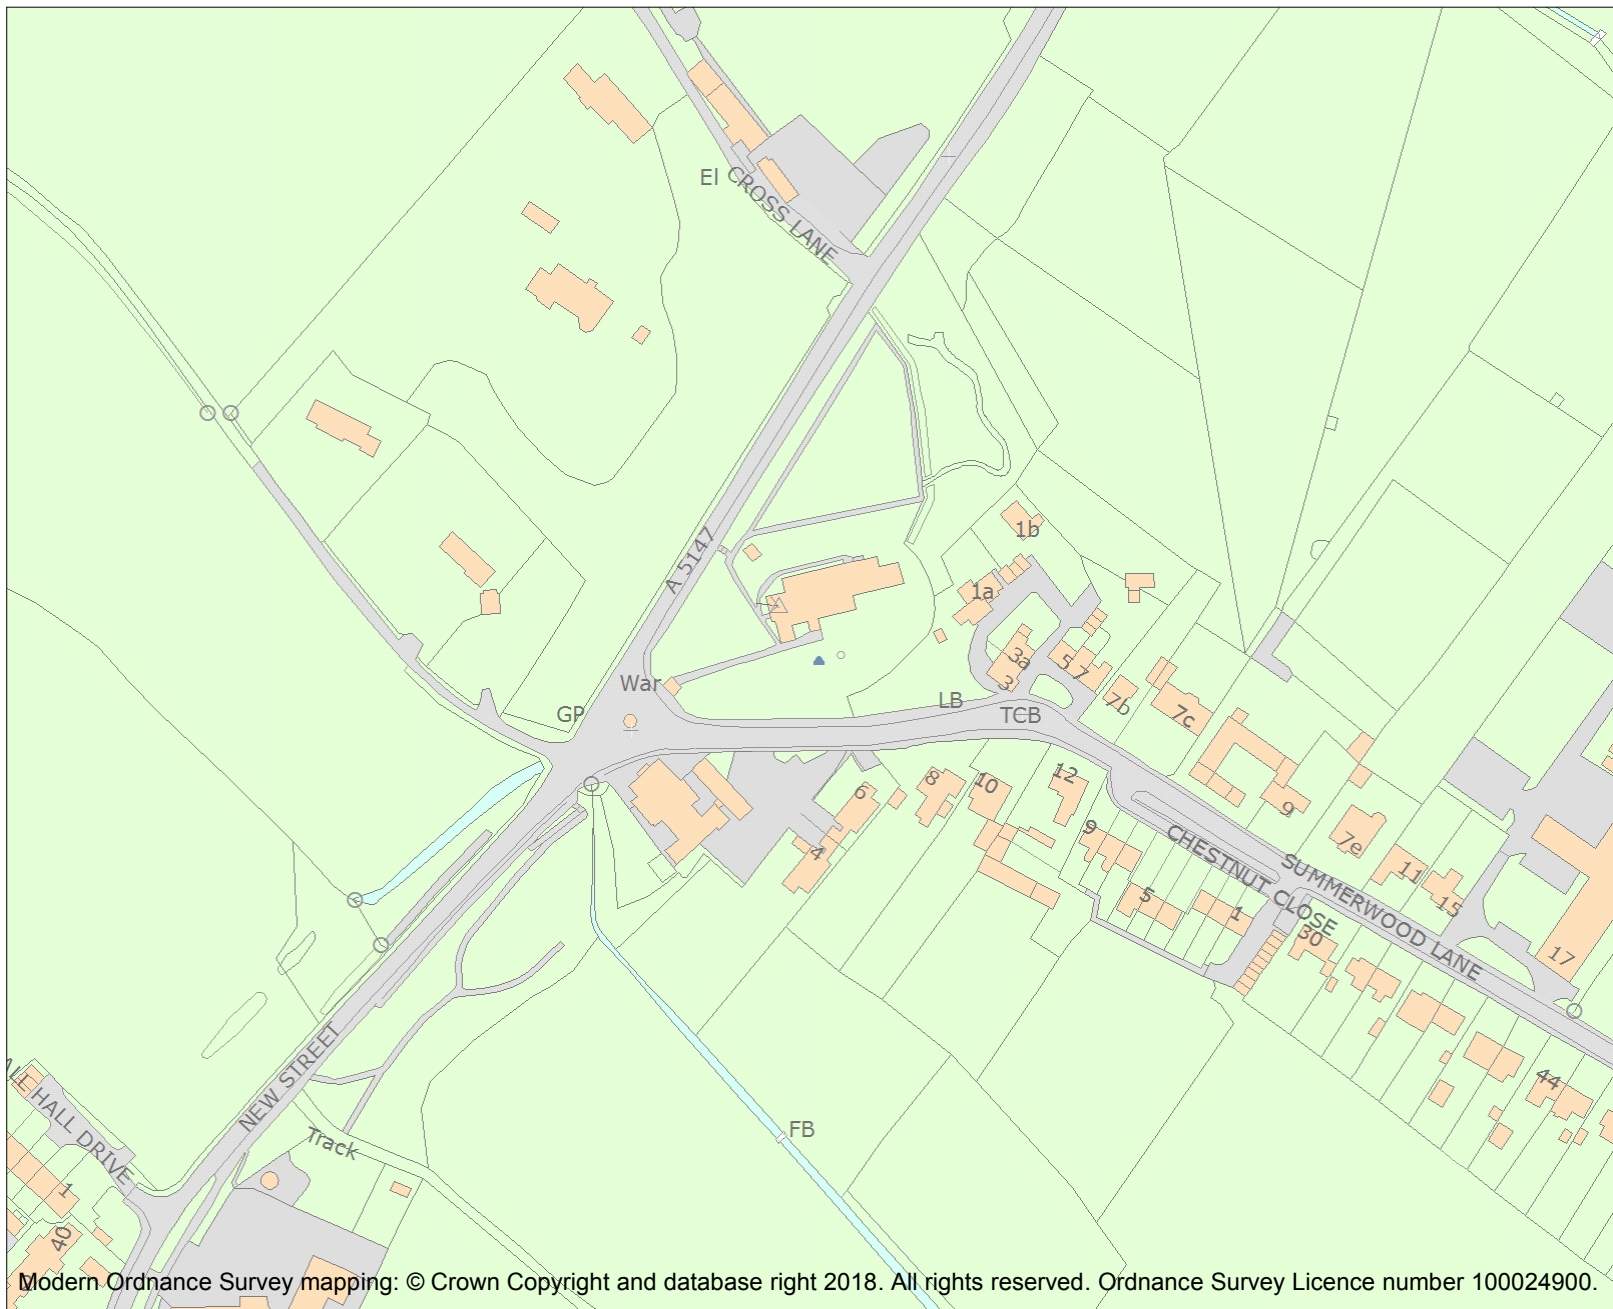 El
CROSS LANE
1b
A 5147
1a
3a
5
7
3
War
LB
7b
GP
TCB
7c
12
10
8
6
9
9
7e
4
CHESTNUT CLOSE
SUMMERWOOD LANE
11
5
15
1
30
17
NEW STREET
HALL DRIVE
44
FB
Track
1
40
Modern Ordnance Survey mapping: © Crown Copyright and database right 2018. All rights reserved. Ordnance Survey Licence number 100024900.